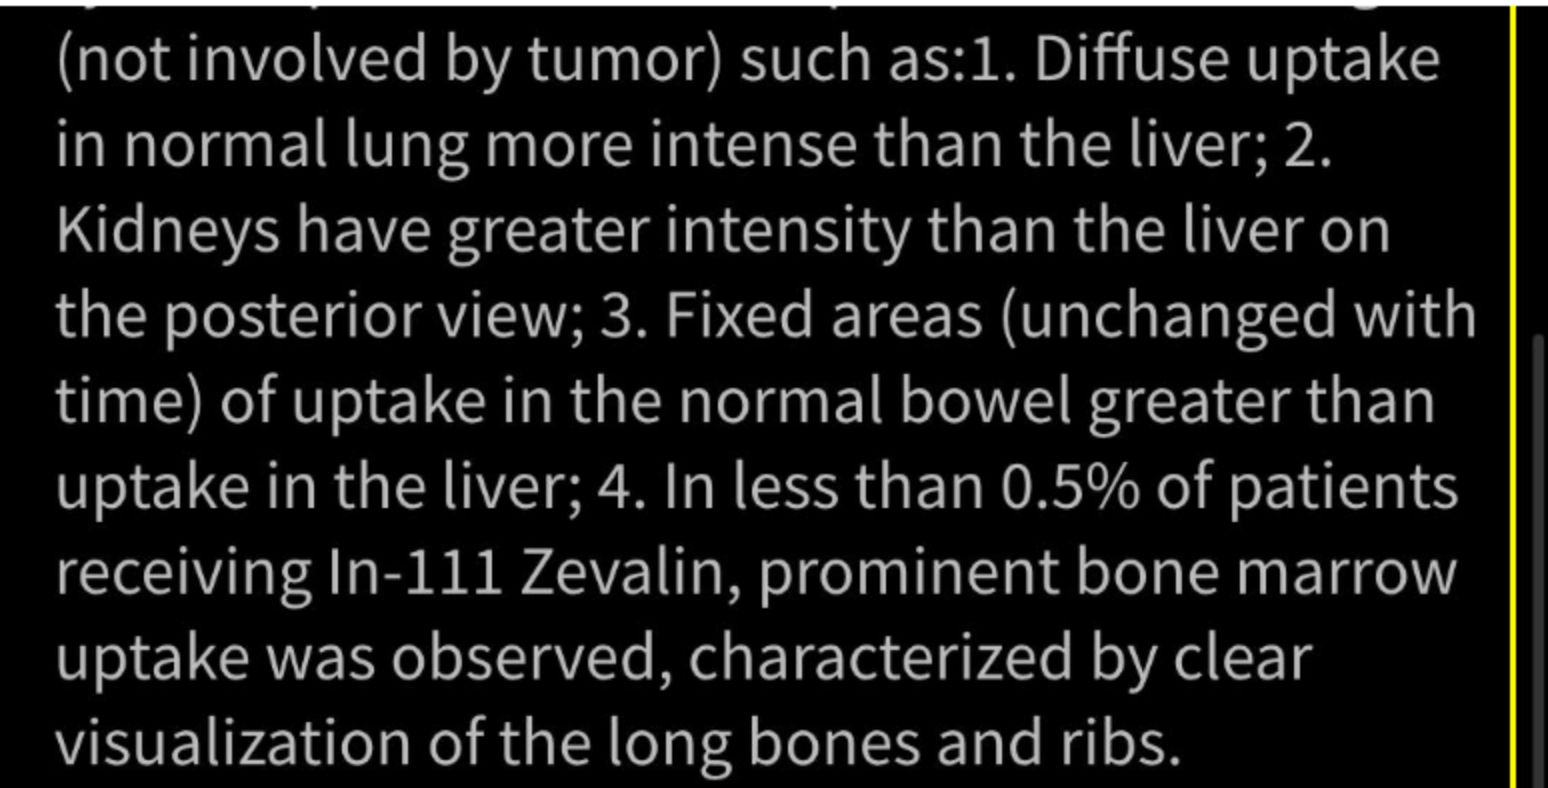 (not involved by tumor) such as:1. Diffuse uptake
in normal lung more intense than the liver; 2.
Kidneys have greater intensity than the liver on
the posterior view; 3. Fixed areas (unchanged with
time) of uptake in the normal bowel greater than
uptake in the liver; 4. In less than 0.5% of patients
receiving In-111 Zevalin, prominent bone marrow
uptake was observed, characterized by clear
visualization of the long bones and ribs.